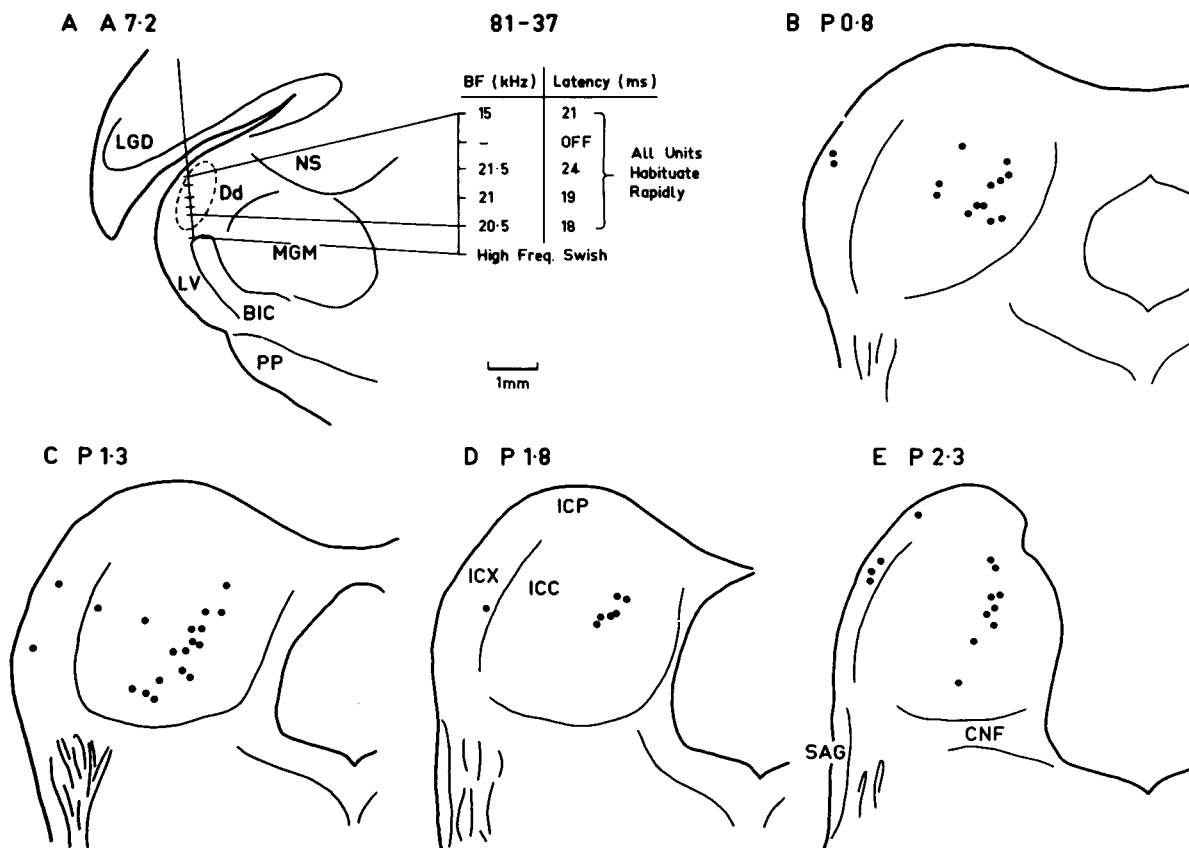 A A 7·2
81-37
B P 0·8
BF (kHz) Latency (ms)
15 21
- OFF
21·5 24
21 19
20·5 18
High Freq. Swish
All Units
Habituate
Rapidly
LGD
NS
Dd
MGM
LV
BIC
PP
1mm
C P 1·3
D P 1·8
E P 2·3
ICP
ICX
ICC
SAG
CNF